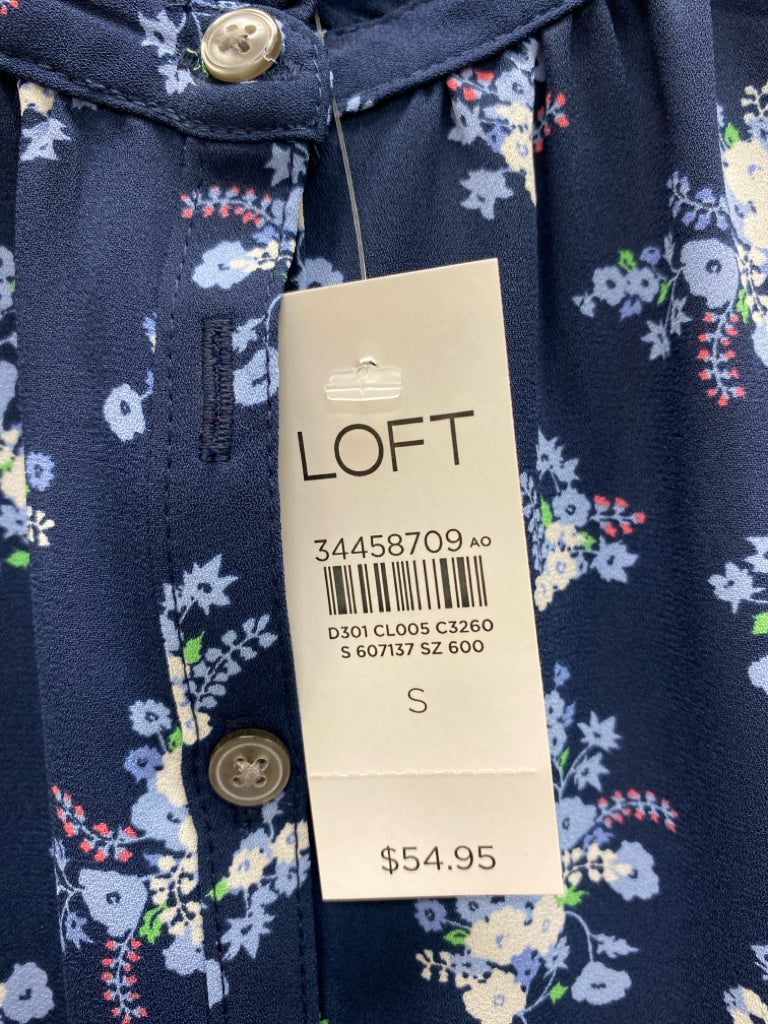 LOFT
34458709 AO
D301 CL005 C3260
S 607137 SZ 600
S
$54.95